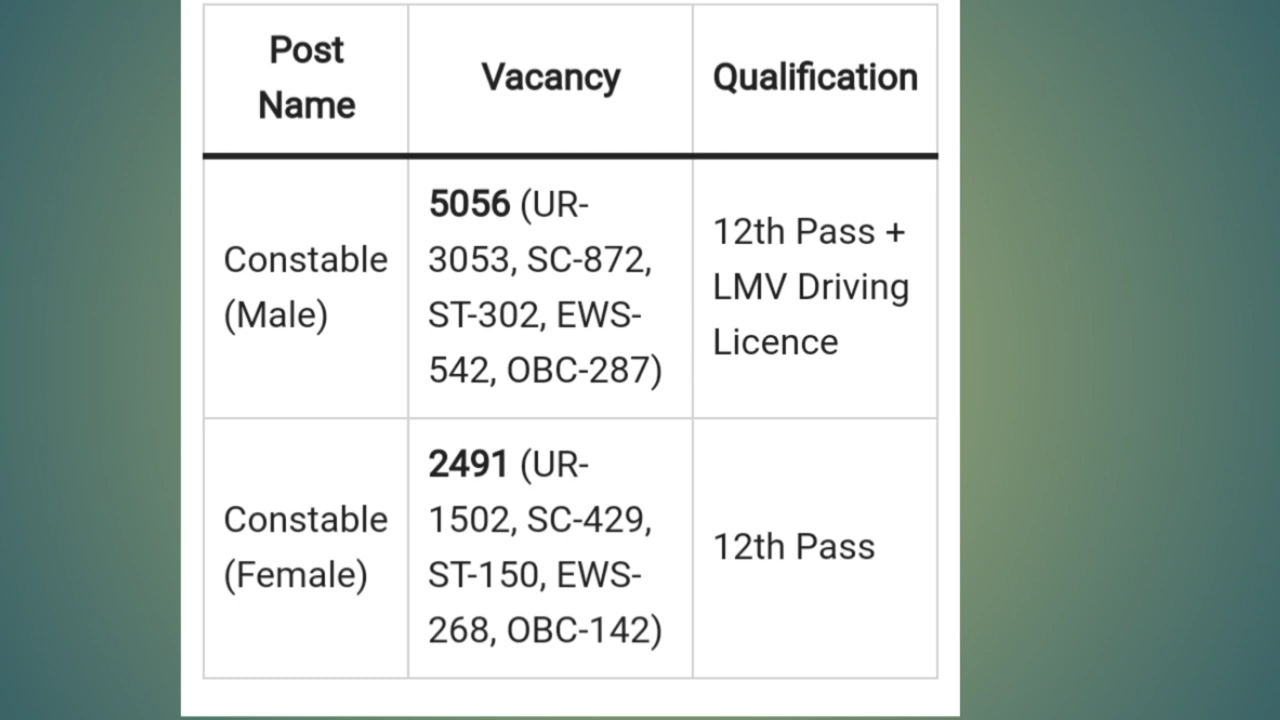 Post
Name
Vacancy
Qualification
Constable
(Male)
5056 (UR-
3053, SC-872,
ST-302, EWS-
542, OBC-287)
12th Pass +
LMV Driving
Licence
Constable
(Female)
2491 (UR-
1502, SC-429,
ST-150, EWS-
268, OBC-142)
12th Pass